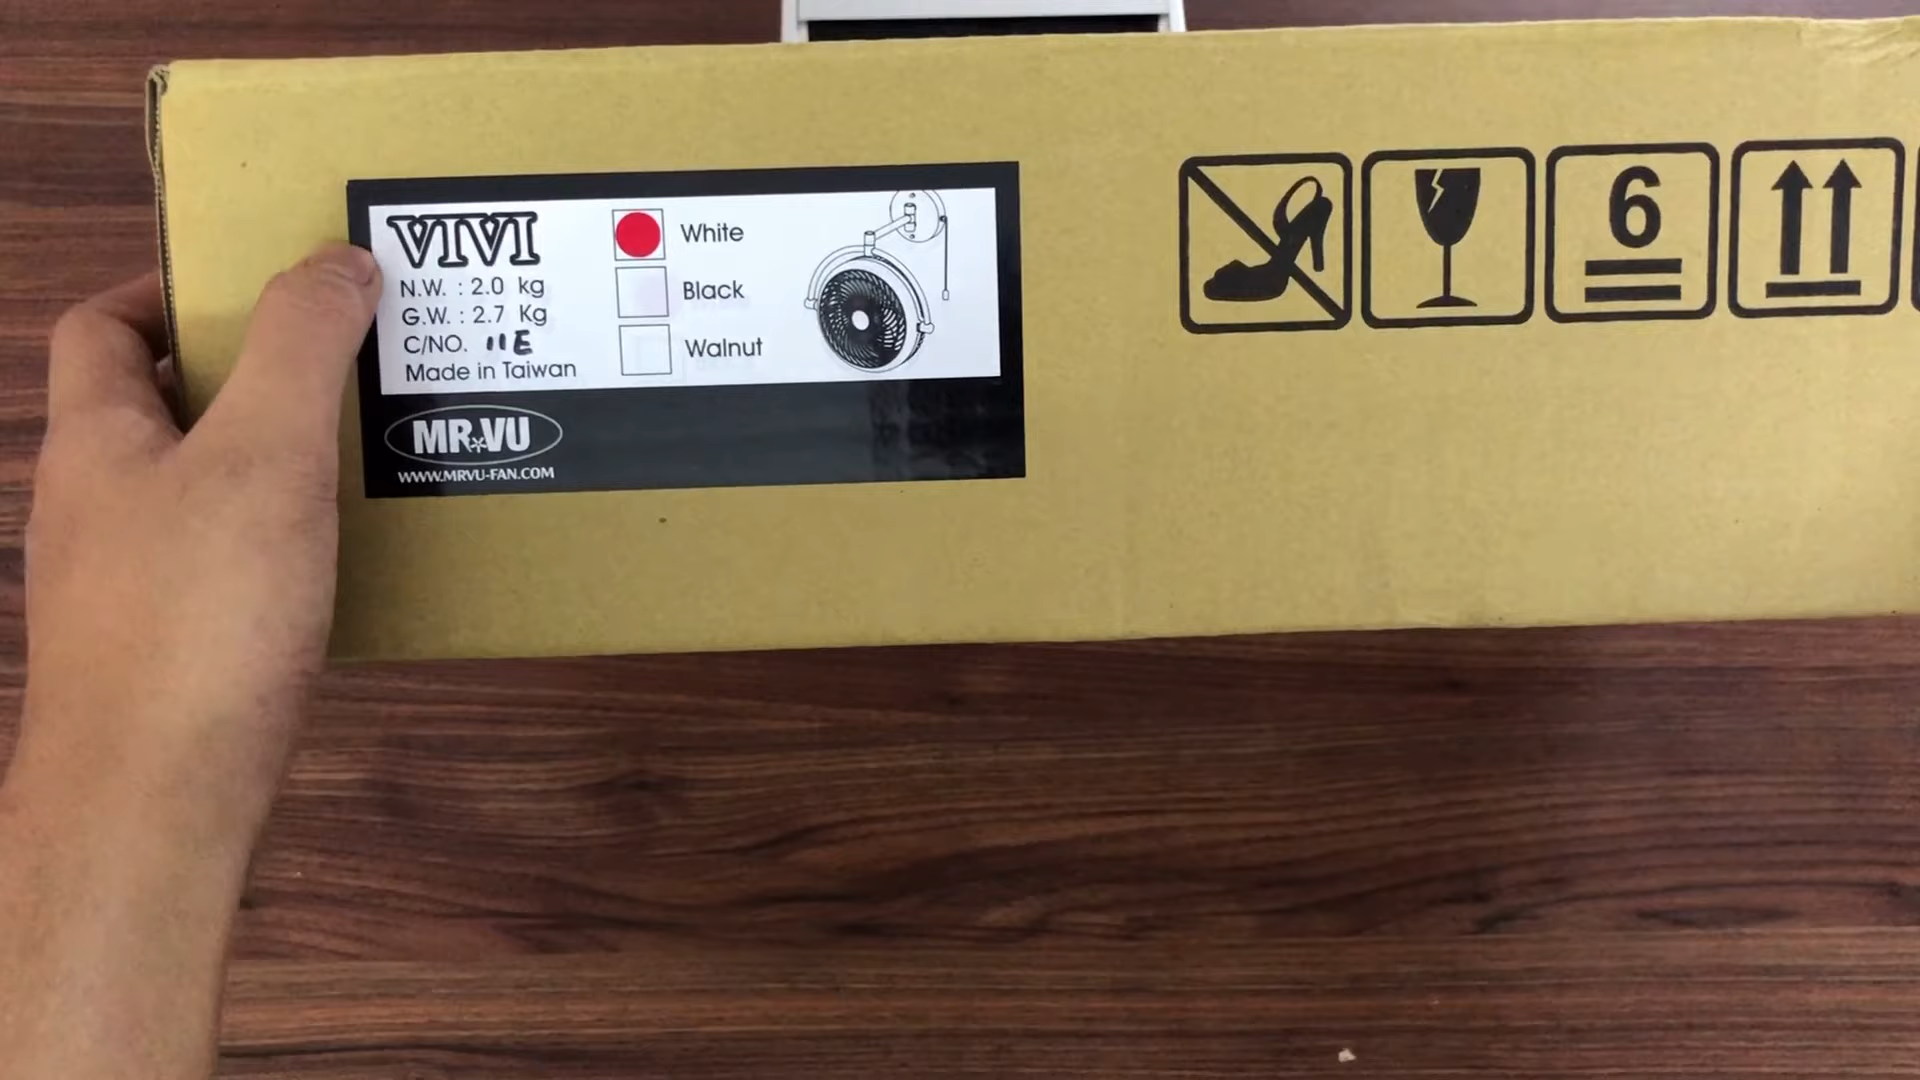 VIVI
N.W. : 2.0 kg
G.W. : 2.7 Kg
C/NO. 11E
Made in Taiwan
White
Black
Walnut
MR.VU
WWW.MRVU-FAN.COM
6